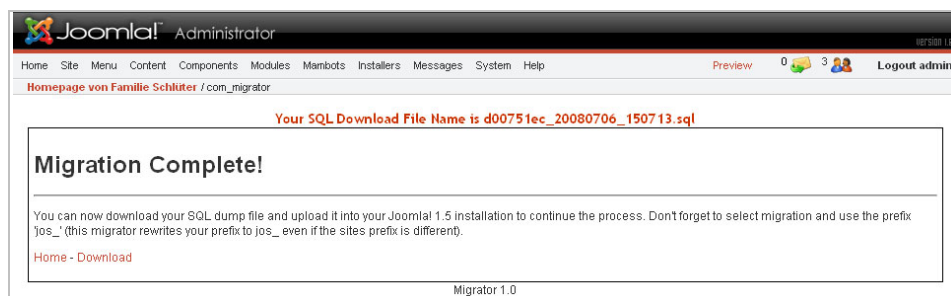 Joomla! Administrator
Home Site Menu Content Components Modules Mambots Installers Messages System Help Preview 0 3 Logout admin
Homepage von Familie Schlüter / com_migrator
Your SQL Download File Name is d00751ec_20080706_150713.sql
Migration Complete!
You can now download your SQL dump file and upload it into your Joomla! 1.5 installation to continue the process. Don't forget to select migration and use the prefix
'jos_' (this migrator rewrites your prefix to jos_ even if the sites prefix is different).
Home - Download
Migrator 1.0